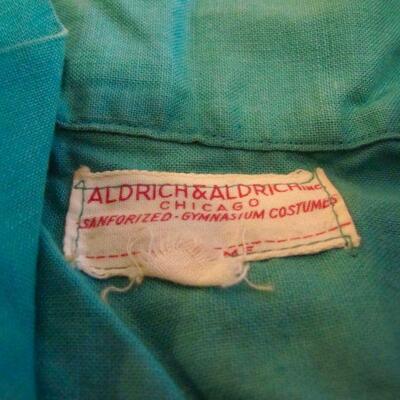 ALDRICH & ALDRICH INC
CHICAGO
SANFORIZED - GYMNASIUM COSTUMES